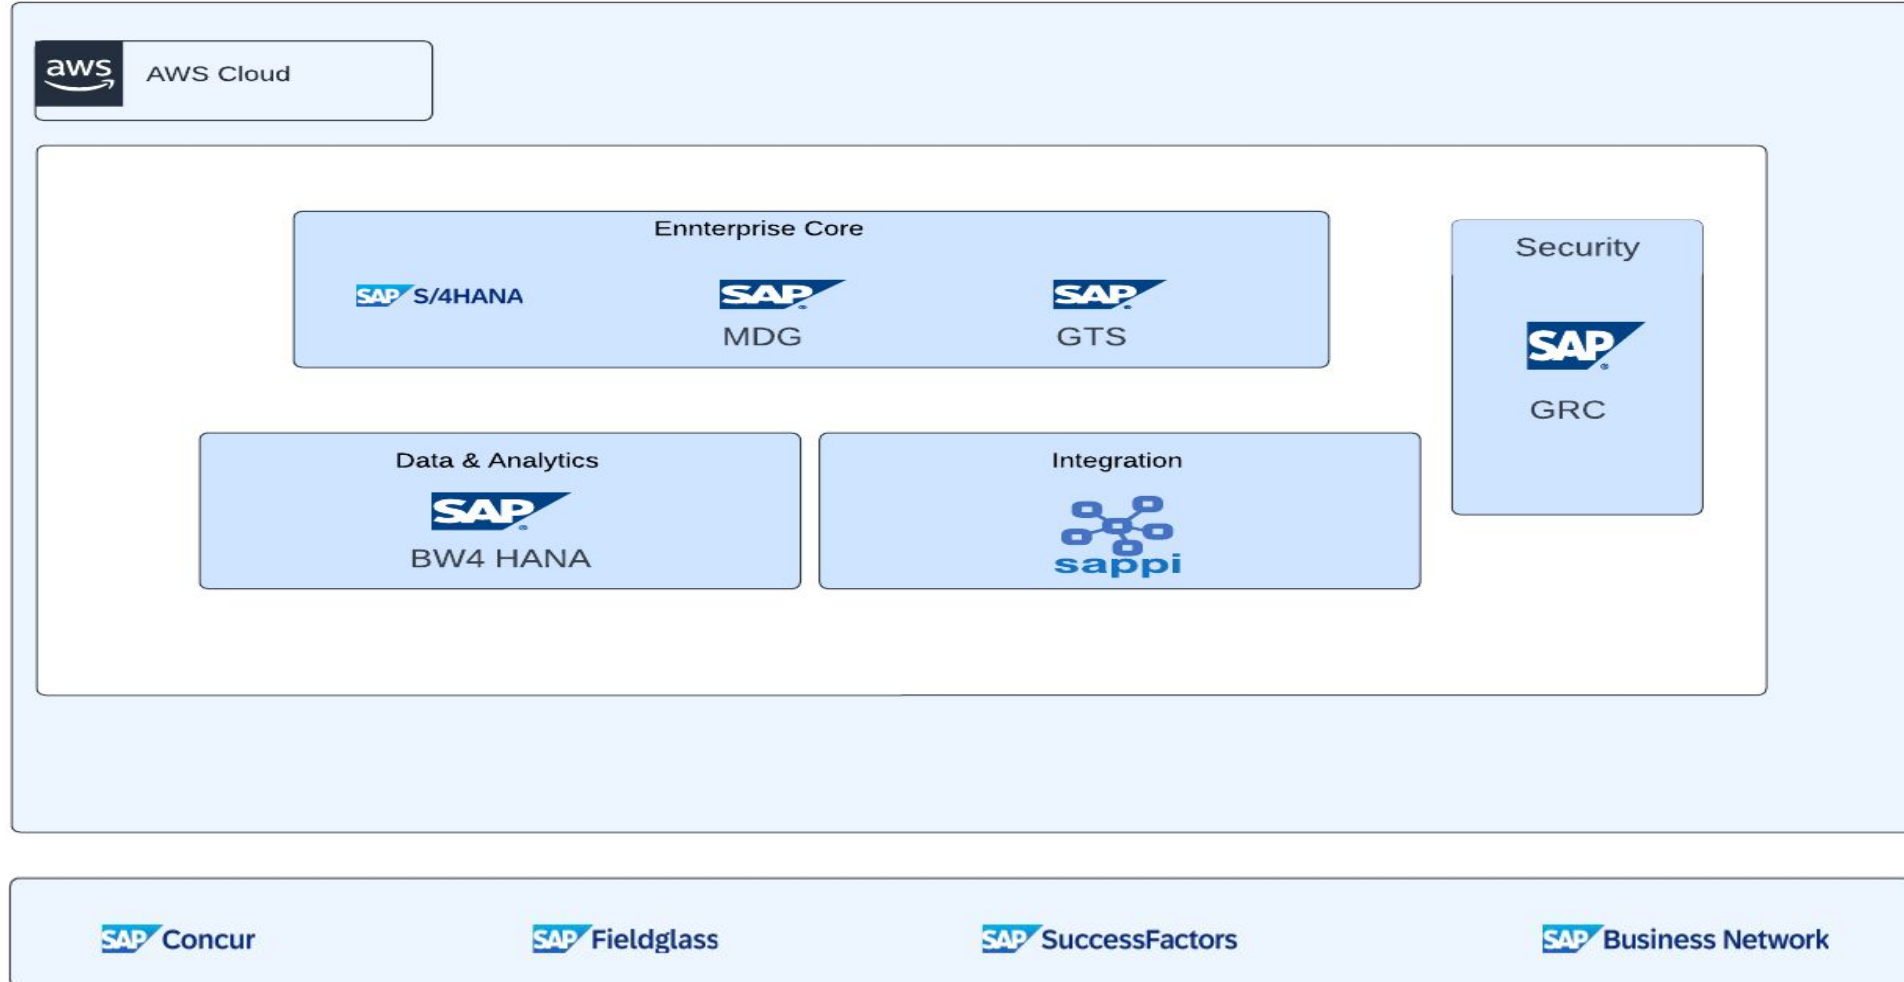 aws
AWS Cloud
Ennterprise Core
SAP S/4HANA
SAP®
MDG
SAP®
GTS
Security
SAP®
GRC
Data & Analytics
SAP®
BW4 HANA
Integration
sappi
SAP Concur
SAP Fieldglass
SAP SuccessFactors
SAP Business Network